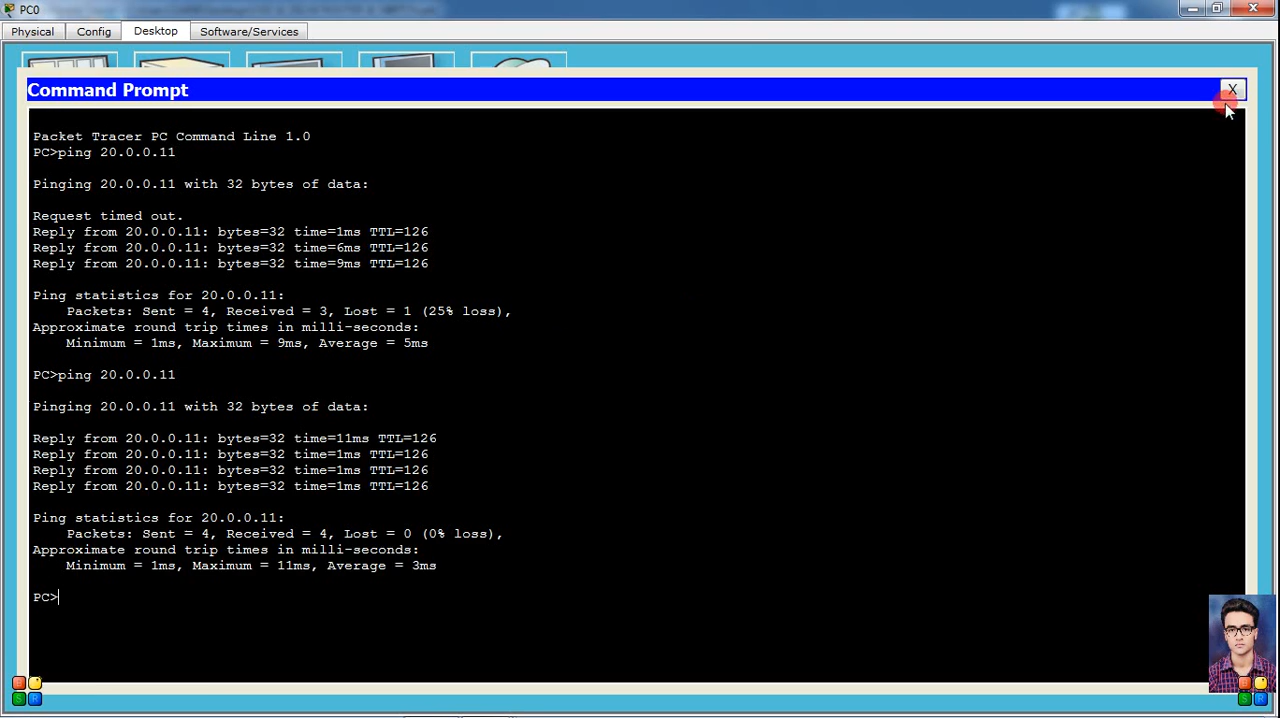 PC0
Physical
Config
Desktop
Software/Services
Command Prompt
X
Packet Tracer PC Command Line 1.0
PC>ping 20.0.0.11
Pinging 20.0.0.11 with 32 bytes of data:
Request timed out.
Reply from 20.0.0.11: bytes=32 time=1ms TTL=126
Reply from 20.0.0.11: bytes=32 time=6ms TTL=126
Reply from 20.0.0.11: bytes=32 time=9ms TTL=126
Ping statistics for 20.0.0.11:
Packets: Sent = 4, Received = 3, Lost = 1 (25% loss),
Approximate round trip times in milli-seconds:
Minimum = 1ms, Maximum = 9ms, Average = 5ms
PC>ping 20.0.0.11
Pinging 20.0.0.11 with 32 bytes of data:
Reply from 20.0.0.11: bytes=32 time=11ms TTL=126
Reply from 20.0.0.11: bytes=32 time=1ms TTL=126
Reply from 20.0.0.11: bytes=32 time=1ms TTL=126
Reply from 20.0.0.11: bytes=32 time=1ms TTL=126
Ping statistics for 20.0.0.11:
Packets: Sent = 4, Received = 4, Lost = 0 (0% loss),
Approximate round trip times in milli-seconds:
Minimum = 1ms, Maximum = 11ms, Average = 3ms
PC>